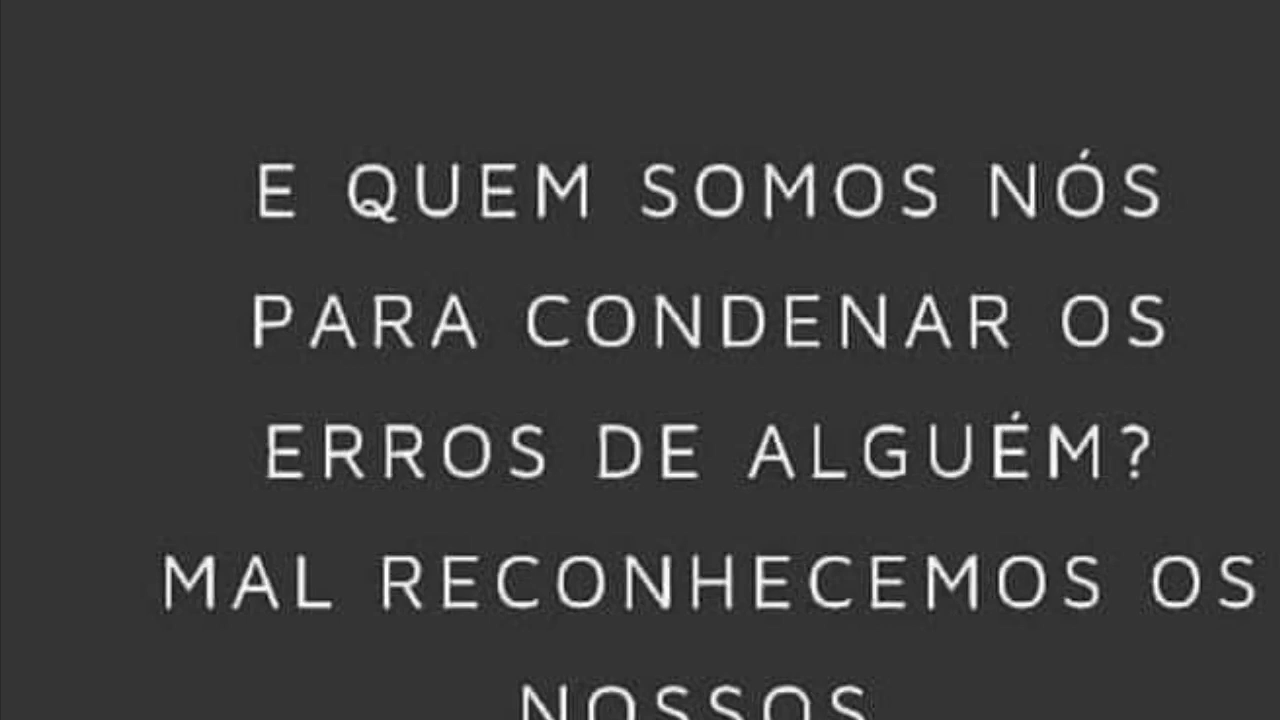 E QUEM SOMOS NÓS
PARA CONDENAR OS
ERROS DE ALGUÉM?
MAL RECONHECEMOS OS
NOSSOS